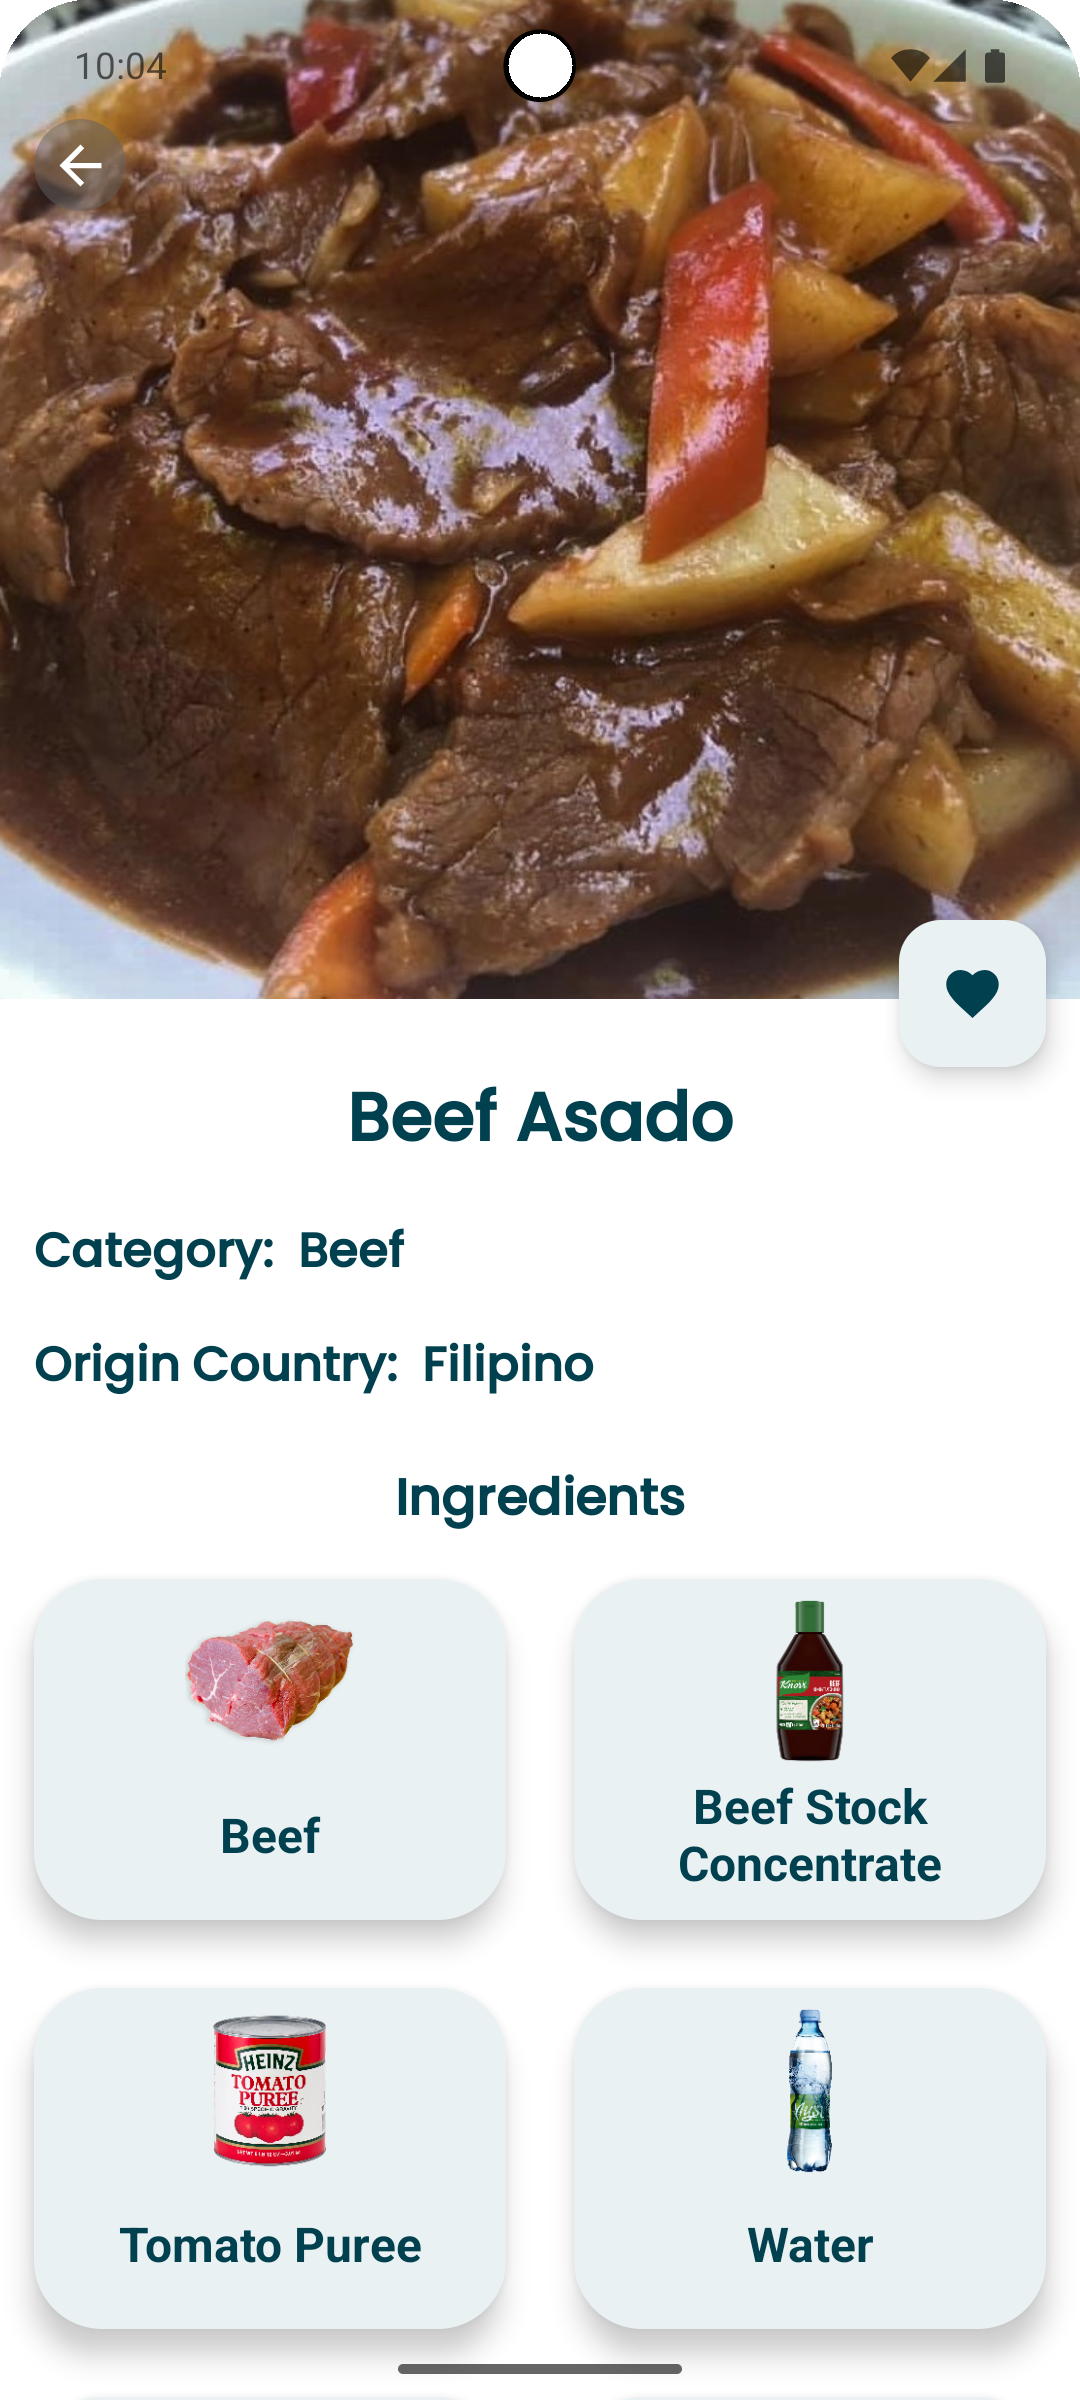 10:04
Beef Asado
Category: Beef
Origin Country: Filipino
Ingredients
Knorr
BEEF
Beef
Beef Stock
Concentrate
HEINZ
TOMATO
PUREE
Tomato Puree
Water